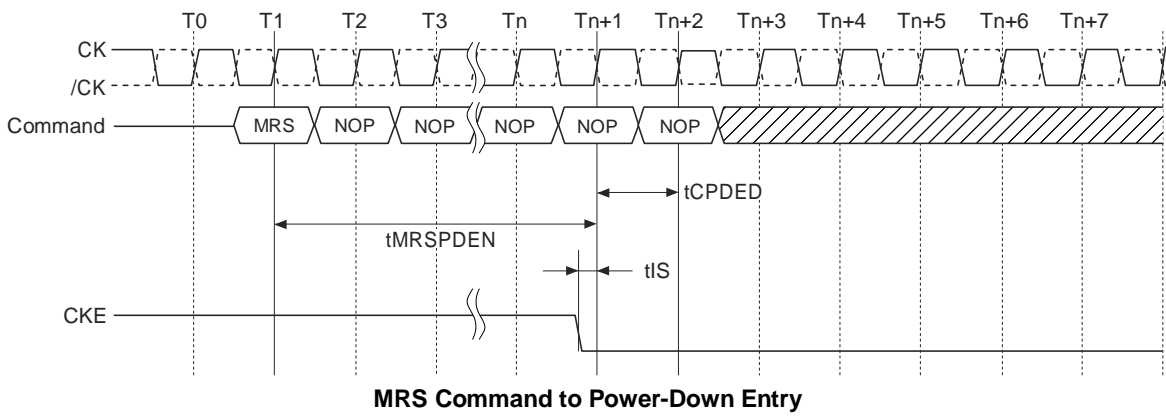 T0 T1 T2 T3 Tn Tn+1 Tn+2 Tn+3 Tn+4 Tn+5 Tn+6 Tn+7
CK
/CK
Command MRS NOP NOP NOP NOP NOP
tCPDED
tMRSPDEN
tIS
CKE
MRS Command to Power-Down Entry